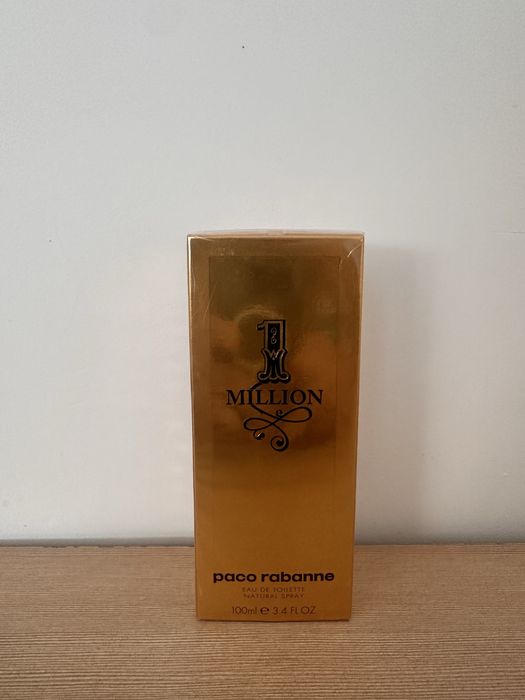 1
MILLION
paco rabanne
EAU DE TOILETTE
NATURAL SPRAY
100ml ℮ 3.4 FL OZ